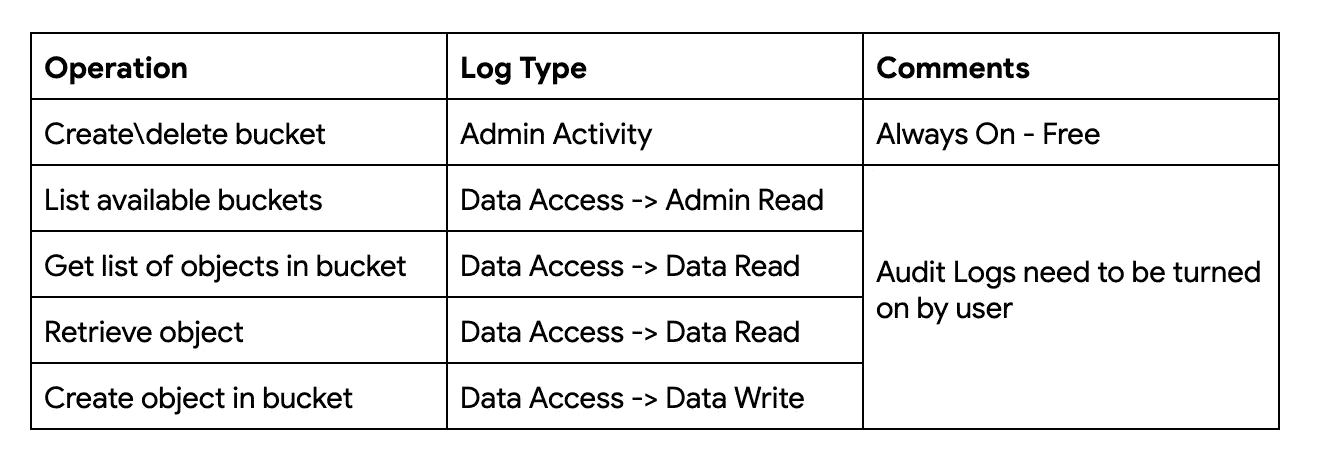 Operation Log Type Comments
Create\delete bucket Admin Activity Always On - Free
List available buckets Data Access -> Admin Read
Get list of objects in bucket Data Access -> Data Read
Audit Logs need to be turned
on by user
Retrieve object Data Access -> Data Read
Create object in bucket Data Access -> Data Write